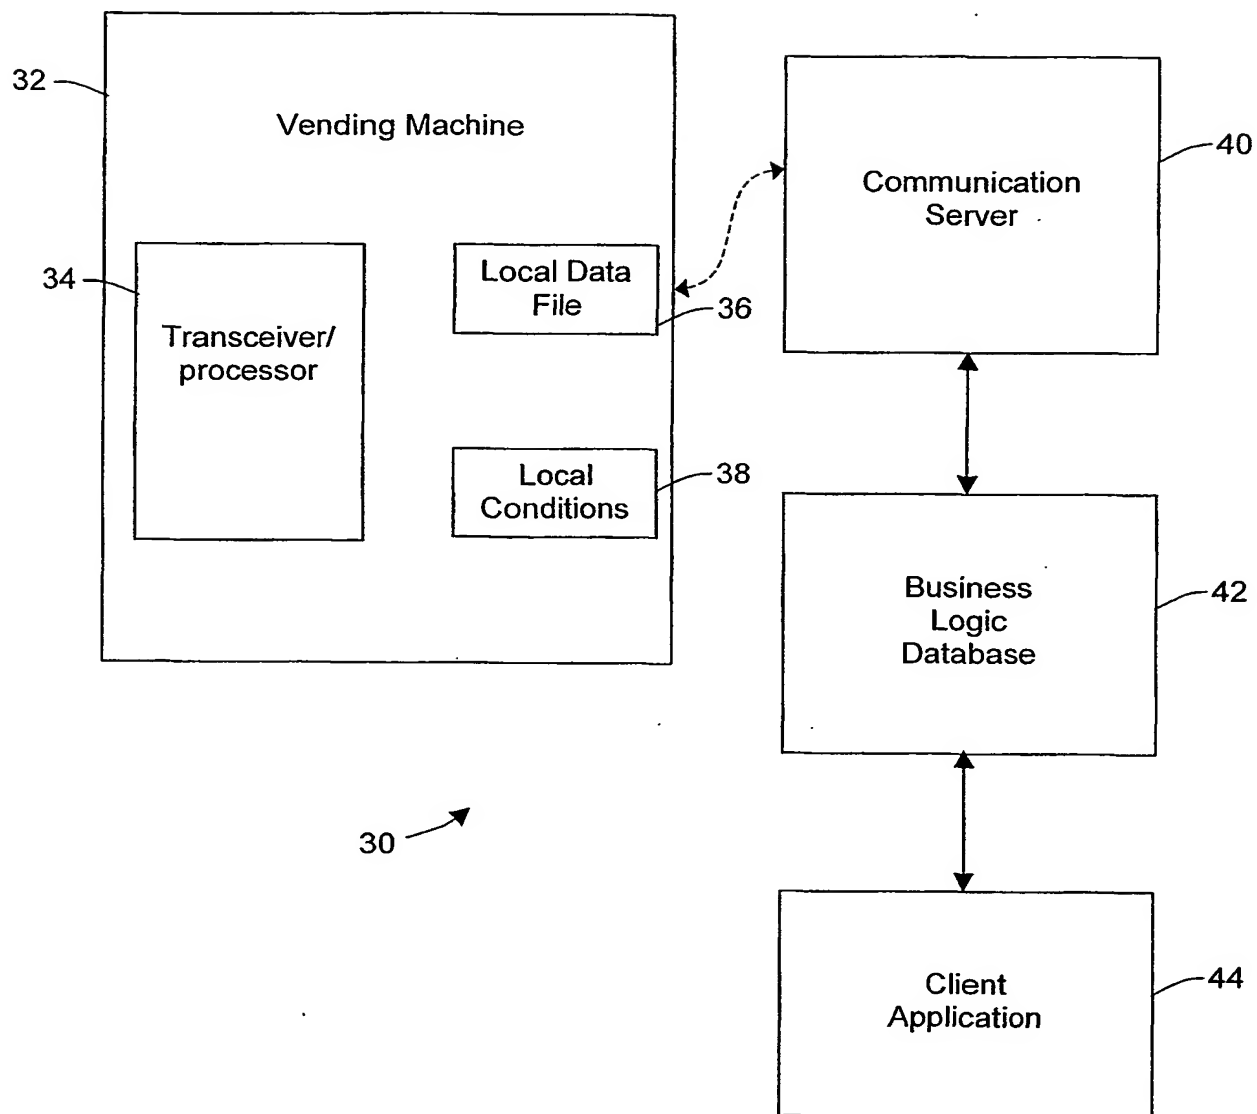 32
Vending Machine
40
Communication
Server
34
Transceiver/
processor
Local Data
File
36
Local
Conditions
38
Business
Logic
Database
42
30
Client
Application
44